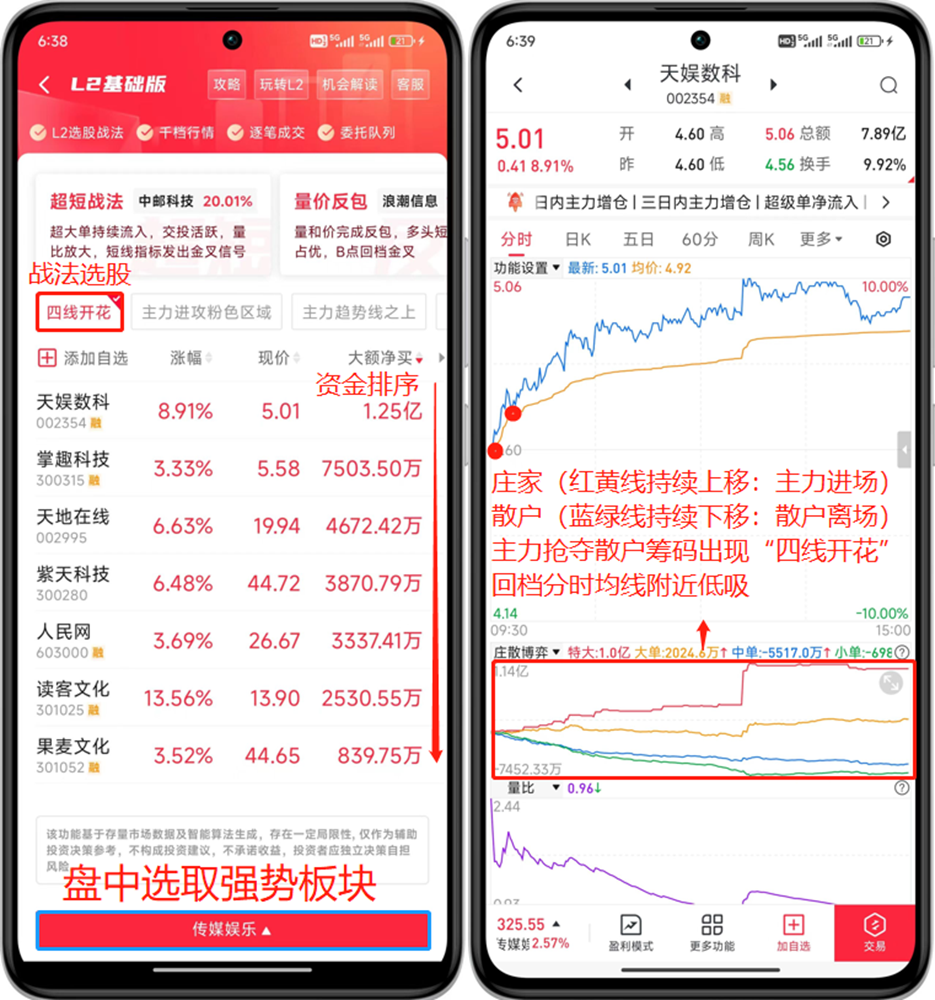 6:38
HD 5G 5G 21
L2基础版 攻略 玩转L2 机会解读 客服
L2选股战法 千档行情 逐笔成交 委托队列
超短战法 中邮科技 20.01%
超大单持续流入，交投活跃，量
比放大，短线指标发出金叉信号
量价反包 浪潮信息
量和价完成反包，多头短
占优，B点回档金叉
战法选股
四线开花 主力进攻粉色区域 主力趋势线之上
添加自选 涨幅 现价 大额净买
资金排序
天娱数科 8.91% 5.01 1.25亿
002354 融
掌趣科技 3.33% 5.58 7503.50万
300315 融
天地在线 6.63% 19.94 4672.42万
002995
紫天科技 6.48% 44.72 3870.79万
300280
人民网 3.69% 26.67 3337.41万
603000 融
读客文化 13.56% 13.90 2530.55万
301025 融
果麦文化 3.52% 44.65 839.75万
301052 融
该功能基于存量市场数据及智能算法生成，存在一定局限性，仅作为辅助
投资决策参考，不构成投资建议，不承诺收益，投资者应独立决策自担
风险
盘中选取强势板块
传媒娱乐▲
6:39
HD 5G 5G 21
天娱数科
002354 融
5.01 开 4.60 高 5.06 总额 7.89亿
0.41 8.91% 昨 4.60 低 4.56 换手 9.92%
日内主力增仓 | 三日内主力增仓 | 超级单净流入 |
分时 日K 五日 60分 周K 更多
功能设置 最新: 5.01 均价: 4.92
5.06 10.00%
.60
庄家（红黄线持续上移：主力进场）
散户（蓝绿线持续下移：散户离场）
主力抢夺散户筹码出现“四线开花”
回档分时均线附近低吸
4.14 -10.00%
09:30 15:00
庄散博弈 特大:1.0亿 大单:2024.6万↑ 中单:-5517.0万↑ 小单:-698 ?
1.14亿
-7452.33万
量比 0.96↓ ?
2.44
325.55 ▲
传媒娱 2.57%
盈利模式 更多功能 加自选 交易